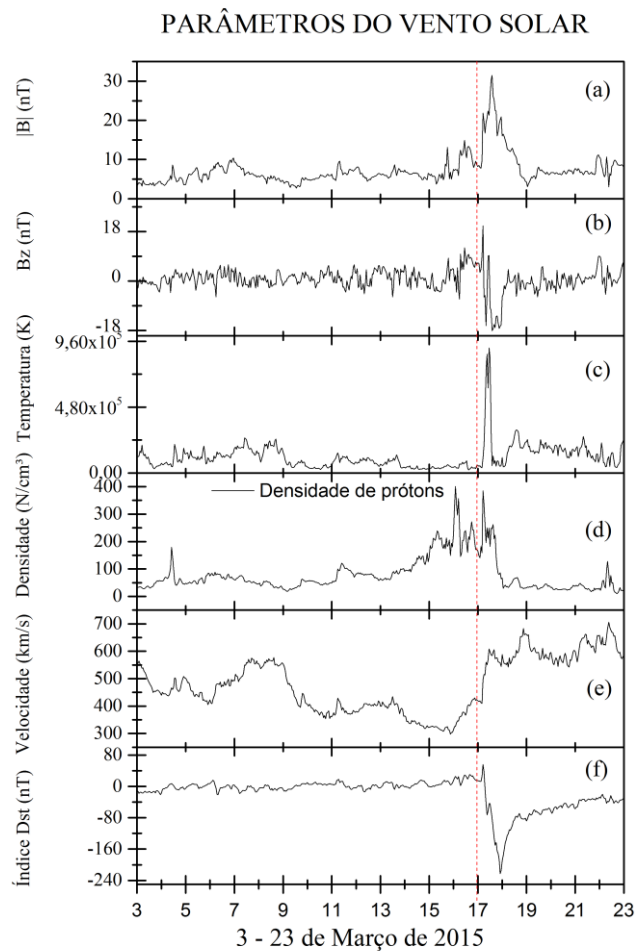 PARÂMETROS DO VENTO SOLAR
|B| (nT)
30
20
10
0
(a)
Bz (nT)
18
0
-18
(b)
Temperatura (K)
9,60x10⁵
4,80x10⁵
0,00
(c)
Densidade (N/cm³)
400
300
200
100
0
Densidade de prótons
(d)
Velocidade (km/s)
700
600
500
400
300
(e)
Índice Dst (nT)
80
0
-80
-160
-240
(f)
3 5 7 9 11 13 15 17 19 21 23
3 - 23 de Março de 2015